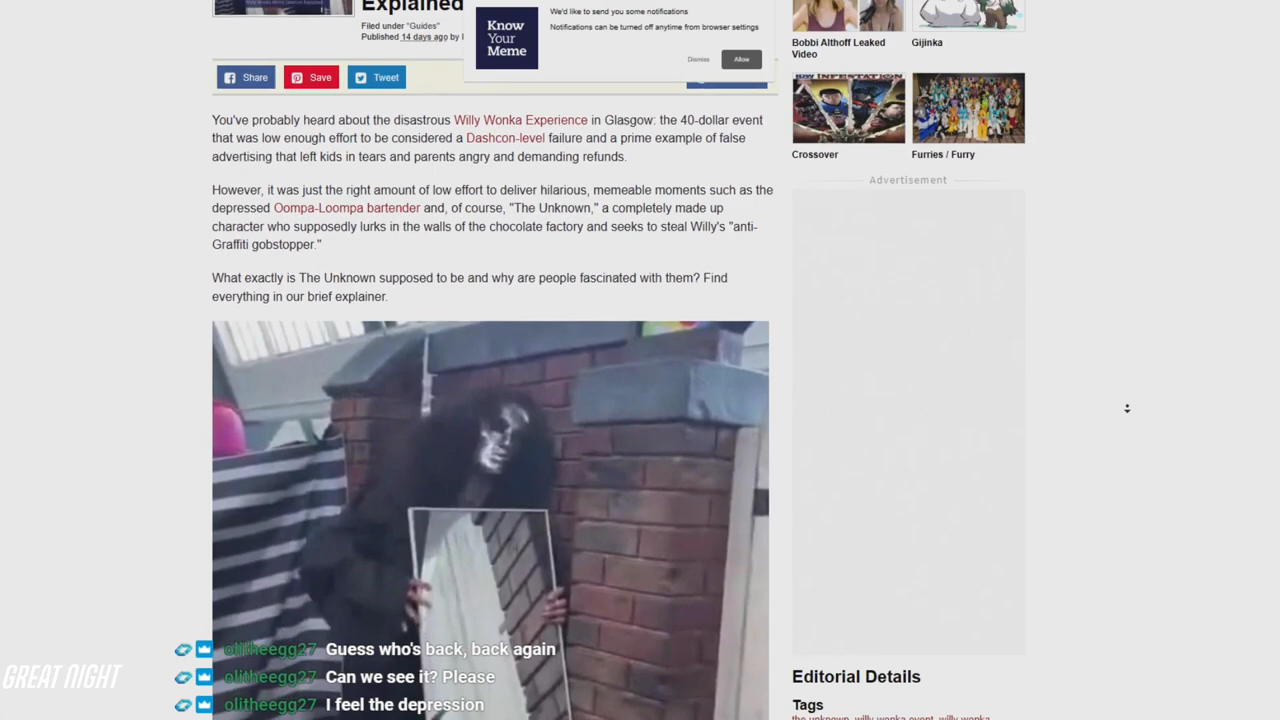 Explained
Filed under "Guides"
Published 14 days ago by
Know
Your
Meme
We'd like to send you some notifications
Notifications can be turned off anytime from browser settings
Dismiss
Allow
Bobbi Althoff Leaked
Video
Gijinka
Share
Save
Tweet
You've probably heard about the disastrous Willy Wonka Experience in Glasgow: the 40-dollar event
that was low enough effort to be considered a Dashcon-level failure and a prime example of false
advertising that left kids in tears and parents angry and demanding refunds.
INFESTATION
Crossover
Furries / Furry
Advertisement
However, it was just the right amount of low effort to deliver hilarious, memeable moments such as the
depressed Oompa-Loompa bartender and, of course, "The Unknown," a completely made up
character who supposedly lurks in the walls of the chocolate factory and seeks to steal Willy's "anti-
Graffiti gobstopper."
What exactly is The Unknown supposed to be and why are people fascinated with them? Find
everything in our brief explainer.
olitheegg27 Guess who's back, back again
olitheegg27 Can we see it? Please
olitheegg27 I feel the depression
GREAT NIGHT
Editorial Details
Tags
the unknown, willy wonka event, willy wonka